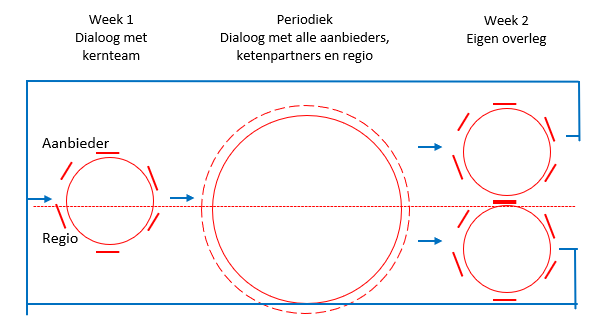 Week 1
Dialoog met
kernteam
Periodiek
Dialoog met alle aanbieders,
ketenpartners en regio
Week 2
Eigen overleg
Aanbieder
Regio